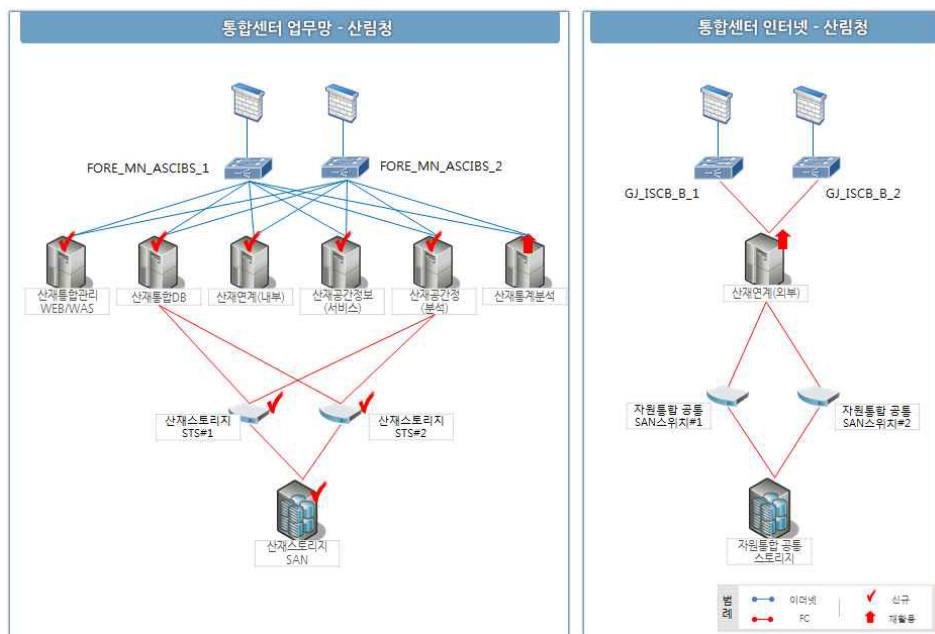 통합센터 업무망 - 산림청
FORE_MN_ASCIBS_1
FORE_MN_ASCIBS_2
산재통합관리
WEB/WAS
산재통합DB
산재연계(내부)
산재공간정보
(서비스)
산재공간정
(분석)
산재통계분석
산재스토리지
STS#1
산재스토리지
STS#2
산재스토리지
SAN
통합센터 인터넷 - 산림청
GJ_ISCB_B_1
GJ_ISCB_B_2
산재연계(외부)
자원통합 공통
SAN스위치#1
자원통합 공통
SAN스위치#2
자원통합 공통
스토리지
범례
이더넷
신규
FC
재활용